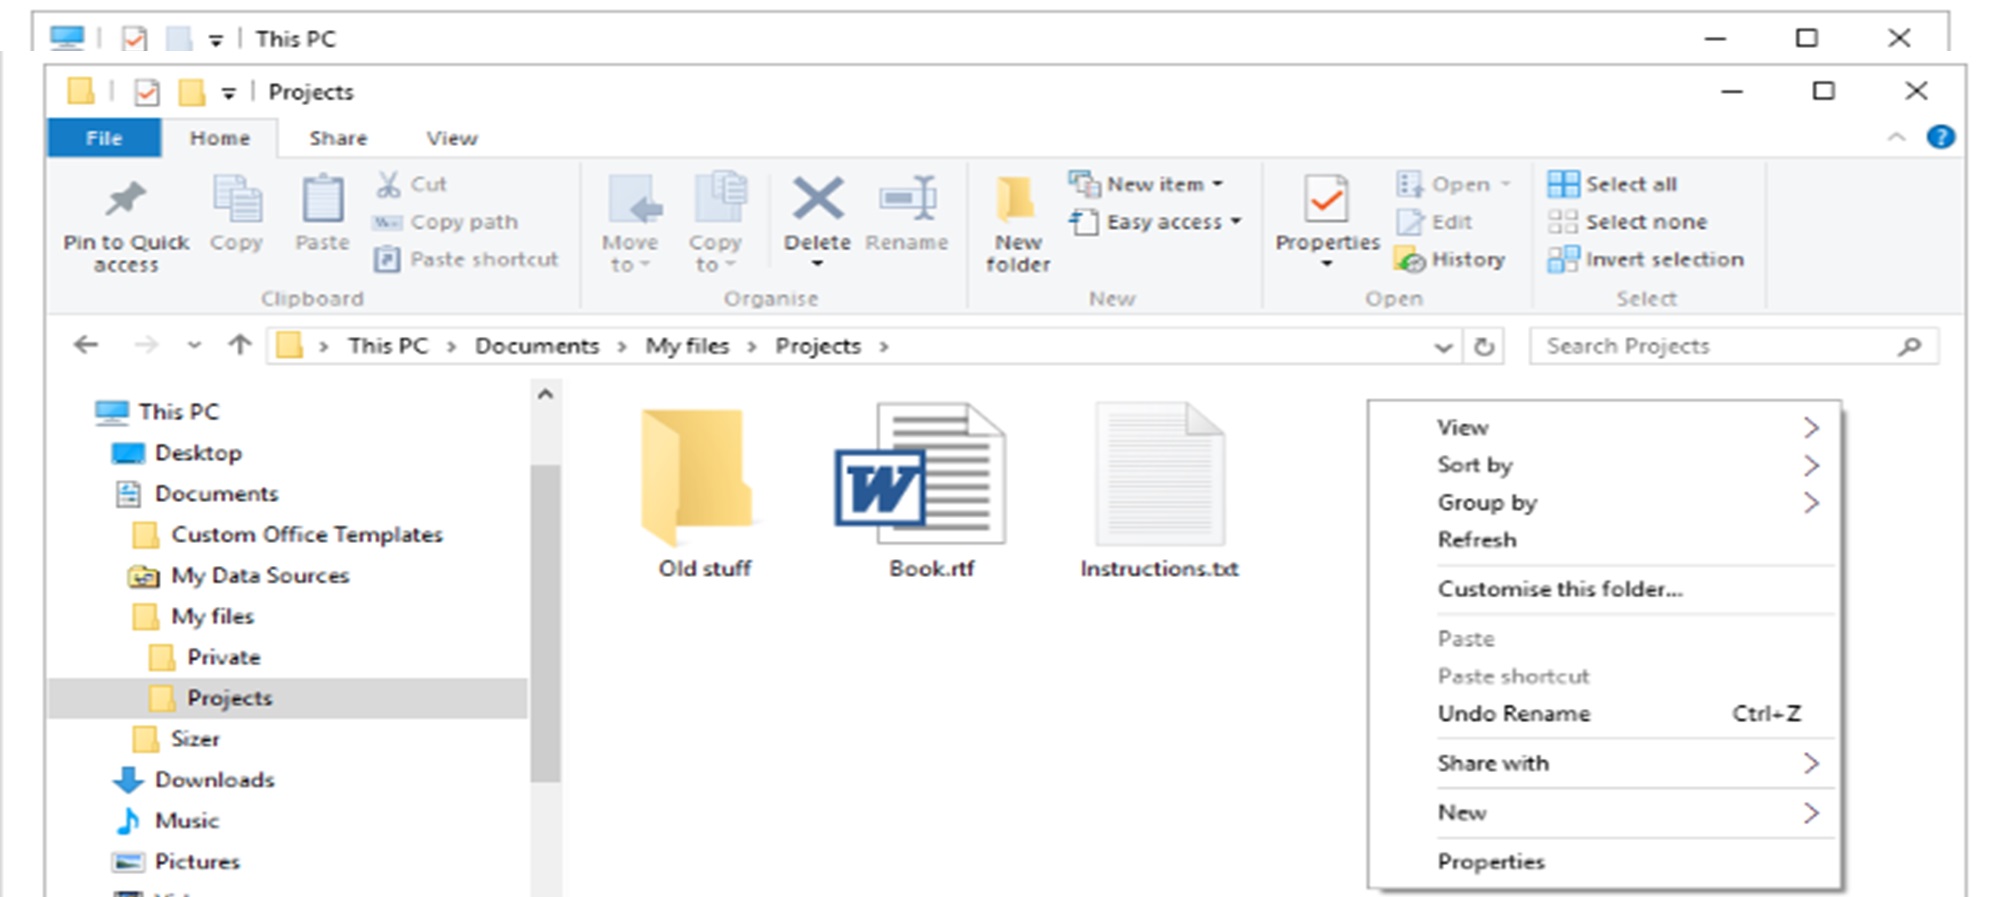 This PC
Projects
File Home Share View
Pin to Quick access
Copy
Paste
Cut
Copy path
Paste shortcut
Clipboard
Move to
Copy to
Delete
Rename
Organise
New folder
New item
Easy access
New
Properties
Open
Edit
History
Open
Select all
Select none
Invert selection
Select
This PC > Documents > My files > Projects >
Search Projects
This PC
Desktop
Documents
Custom Office Templates
My Data Sources
My files
Private
Projects
Sizer
Downloads
Music
Pictures
Old stuff
W
Book.rtf
Instructions.txt
View
Sort by
Group by
Refresh
Customise this folder...
Paste
Paste shortcut
Undo Rename Ctrl+Z
Share with
New
Properties